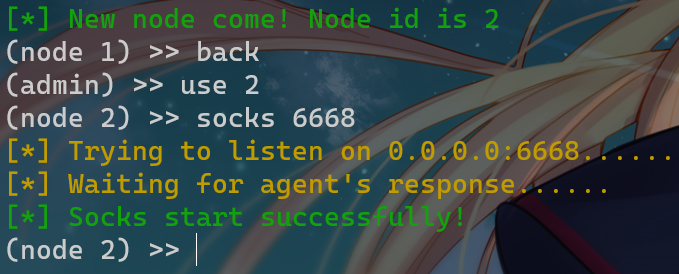 [*] New node come! Node id is 2
(node 1) >> back
(admin) >> use 2
(node 2) >> socks 6668
[*] Trying to listen on 0.0.0.0:6668......
[*] Waiting for agent's response......
[*] Socks start successfully!
(node 2) >>